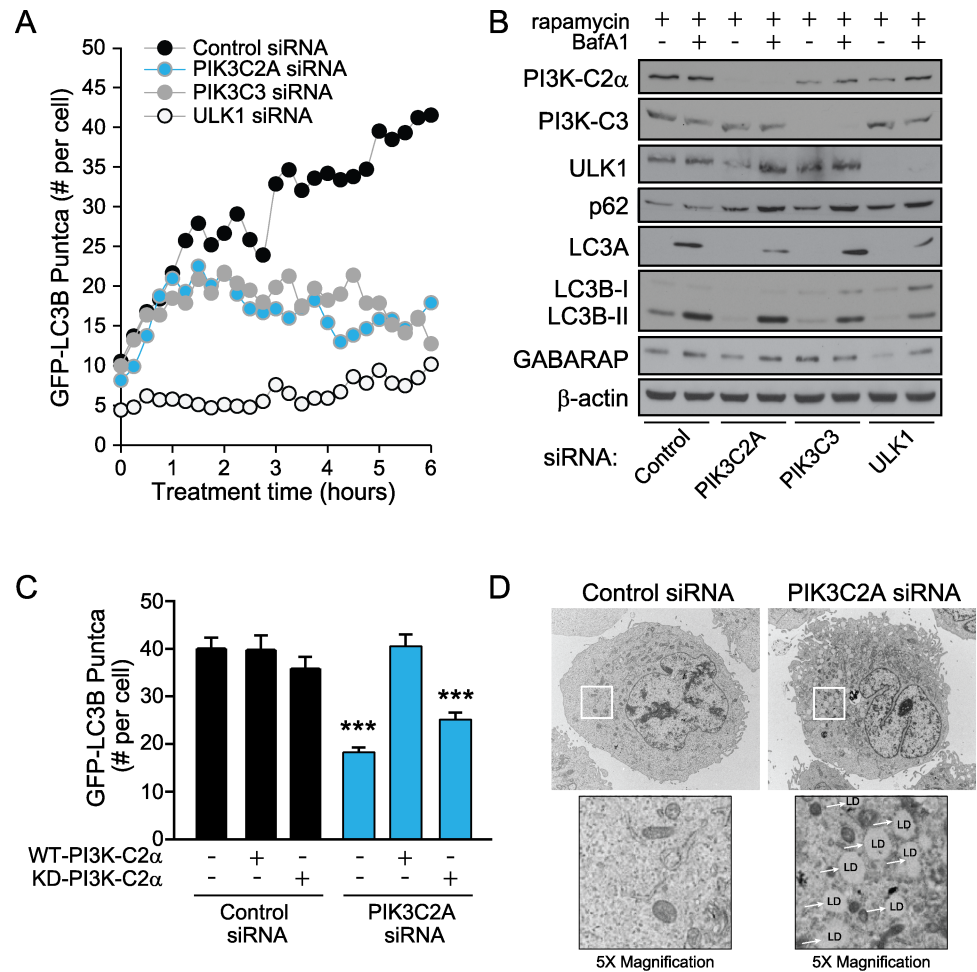 A
GFP-LC3B Puntca (# per cell)
50
45
40
35
30
25
20
15
10
5
0
0 1 2 3 4 5 6
Treatment time (hours)
Control siRNA
PIK3C2A siRNA
PIK3C3 siRNA
ULK1 siRNA
B
rapamycin + + + + + + + +
BafA1 - + - + - + - +
PI3K-C2α
PI3K-C3
ULK1
p62
LC3A
LC3B-I
LC3B-II
GABARAP
β-actin
siRNA: Control PIK3C2A PIK3C3 ULK1
C
GFP-LC3B Puntca
(# per cell)
50
40
30
20
10
0
*** ***
WT-PI3K-C2α - + - - + -
KD-PI3K-C2α - - + - - +
Control
siRNA
PIK3C2A
siRNA
D
Control siRNA PIK3C2A siRNA
LD
LD
LD
LD
LD
LD
LD
LD
5X Magnification 5X Magnification